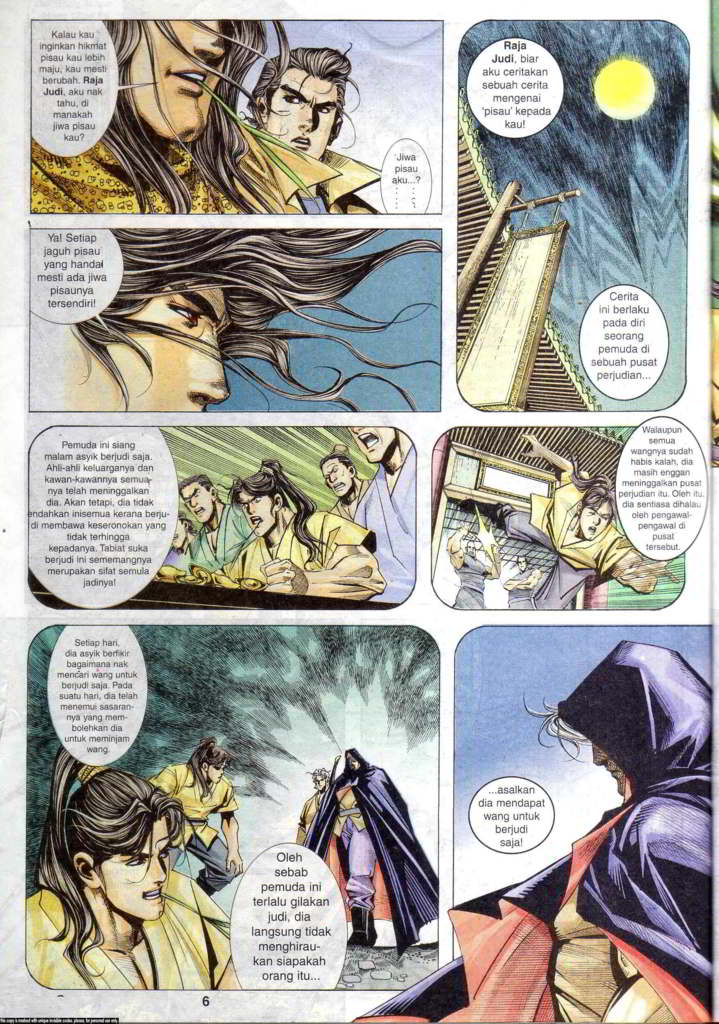 Kalau kau
inginkan hikmat
pisau kau lebih
maju, kau mesti
berubah. Raja
Judi, aku nak
tahu, di
manakah
jiwa pisau
kau?
'Jiwa
pisau
aku...?
Raja
Judi, biar
aku ceritakan
sebuah cerita
mengenai
'pisau' kepada
kau!
Ya! Setiap
jaguh pisau
yang handal
mesti ada jiwa
pisaunya
tersendiri!
Cerita
ini berlaku
pada diri
seorang
pemuda di
sebuah pusat
perjudian...
Pemuda ini siang
malam asyik berjudi saja.
Ahli-ahli keluarganya dan
kawan-kawannya semua-
nya telah meninggalkan
dia. Akan tetapi, dia tidak
endahkan inisemua kerana berju-
di membawa keseronokan yang
tidak terhingga
kepadanya. Tabiat suka
berjudi ini sememangnya
merupakan sifat semula
jadinya!
Walaupun
semua
wangnya sudah
habis kalah, dia
masih enggan
meninggalkan pusat
perjudian itu. Oleh itu,
dia sentiasa dihalau
oleh pengawal-
pengawal di
pusat
tersebut.
Setiap hari,
dia asyik berfikir
bagaimana nak
mencari wang untuk
berjudi saja. Pada
suatu hari, dia telah
menemui sasaran-
nya yang mem-
bolehkan dia
untuk meminjam
wang.
Oleh
sebab
pemuda ini
terlalu gilakan
judi, dia
langsung tidak
menghirau-
kan siapakah
orang itu...
...asalkan
dia mendapat
wang untuk
berjudi
saja!
6